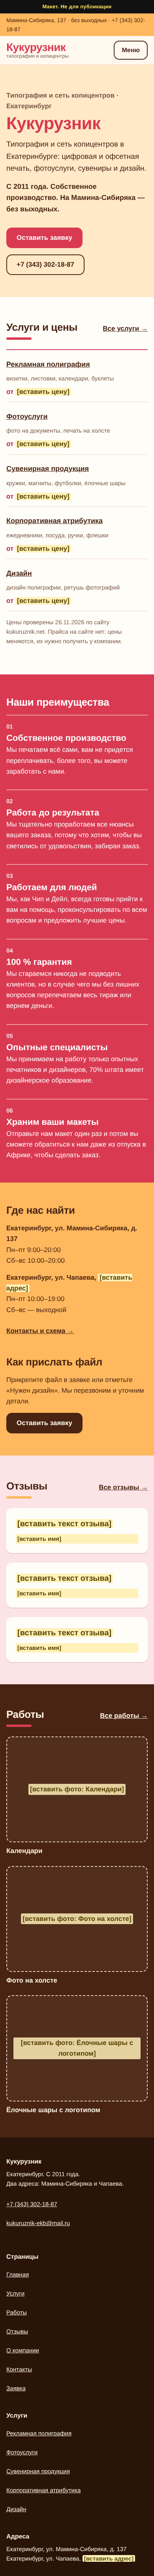 Макет. Не для публикации
Мамина-Сибиряка, 137 · без выходных · +7 (343) 302-
18-87
Кукурузник
типография и копицентры
Меню
Типография и сеть копицентров ·
Екатеринбург
Кукурузник
Типография и сеть копицентров в
Екатеринбурге: цифровая и офсетная
печать, фотоуслуги, сувениры и дизайн.
С 2011 года. Собственное
производство. На Мамина-Сибиряка —
без выходных.
Оставить заявку
+7 (343) 302-18-87
Услуги и цены
Все услуги →
Рекламная полиграфия
визитки, листовки, календари, буклеты
от [вставить цену]
Фотоуслуги
фото на документы, печать на холсте
от [вставить цену]
Сувенирная продукция
кружки, магниты, футболки, ёлочные шары
от [вставить цену]
Корпоративная атрибутика
ежедневники, посуда, ручки, флешки
от [вставить цену]
Дизайн
дизайн полиграфии, ретушь фотографий
от [вставить цену]
Цены проверены 26.11.2026 по сайту
kukuruznik.net. Прайса на сайте нет: цены
меняются, их нужно получить у компании.
Наши преимущества
01
Собственное производство
Мы печатаем всё сами, вам не придется
переплачивать, более того, вы можете
заработать с нами.
02
Работа до результата
Мы тщательно проработаем все нюансы
вашего заказа, потому что хотим, чтобы вы
светились от удовольствия, забирая заказ.
03
Работаем для людей
Мы, как Чип и Дейл, всегда готовы прийти к
вам на помощь, проконсультировать по всем
вопросам и предложить лучшие цены.
04
100 % гарантия
Мы стараемся никогда не подводить
клиентов, но в случае чего мы без лишних
вопросов перепечатаем весь тираж или
вернем деньги.
05
Опытные специалисты
Мы принимаем на работу только опытных
печатников и дизайнеров, 70% штата имеет
дизайнерское образование.
06
Храним ваши макеты
Отправьте нам макет один раз и потом вы
сможете обратиться к нам даже из отпуска в
Африке, чтобы сделать заказ.
Где нас найти
Екатеринбург, ул. Мамина-Сибиряка, д.
137
Пн–пт 9:00–20:00
Сб–вс 10:00–20:00
Екатеринбург, ул. Чапаева, [вставить
адрес]
Пн–пт 10:00–19:00
Сб–вс — выходной
Контакты и схема →
Как прислать файл
Прикрепите файл в заявке или отметьте
«Нужен дизайн». Мы перезвоним и уточним
детали.
Оставить заявку
Отзывы
Все отзывы →
[вставить текст отзыва]
[вставить имя]
[вставить текст отзыва]
[вставить имя]
[вставить текст отзыва]
[вставить имя]
Работы
Все работы →
[вставить фото: Календари]
Календари
[вставить фото: Фото на холсте]
Фото на холсте
[вставить фото: Ёлочные шары с
логотипом]
Ёлочные шары с логотипом
Кукурузник
Екатеринбург. С 2011 года.
Два адреса: Мамина-Сибиряка и Чапаева.
+7 (343) 302-18-87
kukuruznik-ekb@mail.ru
Страницы
Главная
Услуги
Работы
Отзывы
О компании
Контакты
Заявка
Услуги
Рекламная полиграфия
Фотоуслуги
Сувенирная продукция
Корпоративная атрибутика
Дизайн
Адреса
Екатеринбург, ул. Мамина-Сибиряка, д. 137
Екатеринбург, ул. Чапаева, [вставить адрес]